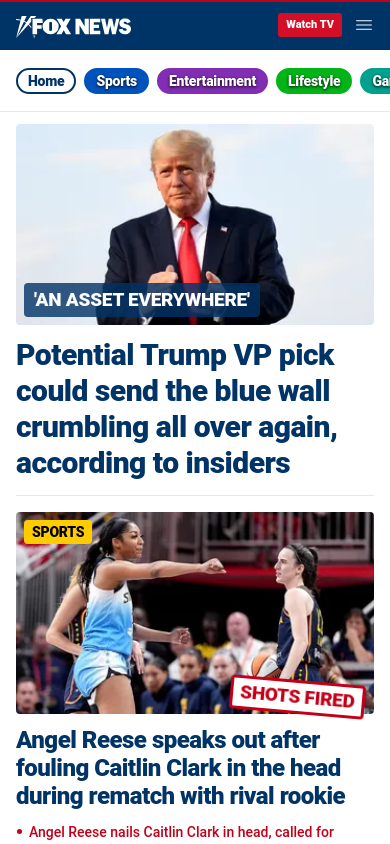 FOX NEWS
Watch TV
Home Sports Entertainment Lifestyle
'AN ASSET EVERYWHERE'
Potential Trump VP pick
could send the blue wall
crumbling all over again,
according to insiders
SPORTS
SHOTS FIRED
Angel Reese speaks out after
fouling Caitlin Clark in the head
during rematch with rival rookie
Angel Reese nails Caitlin Clark in head, called for